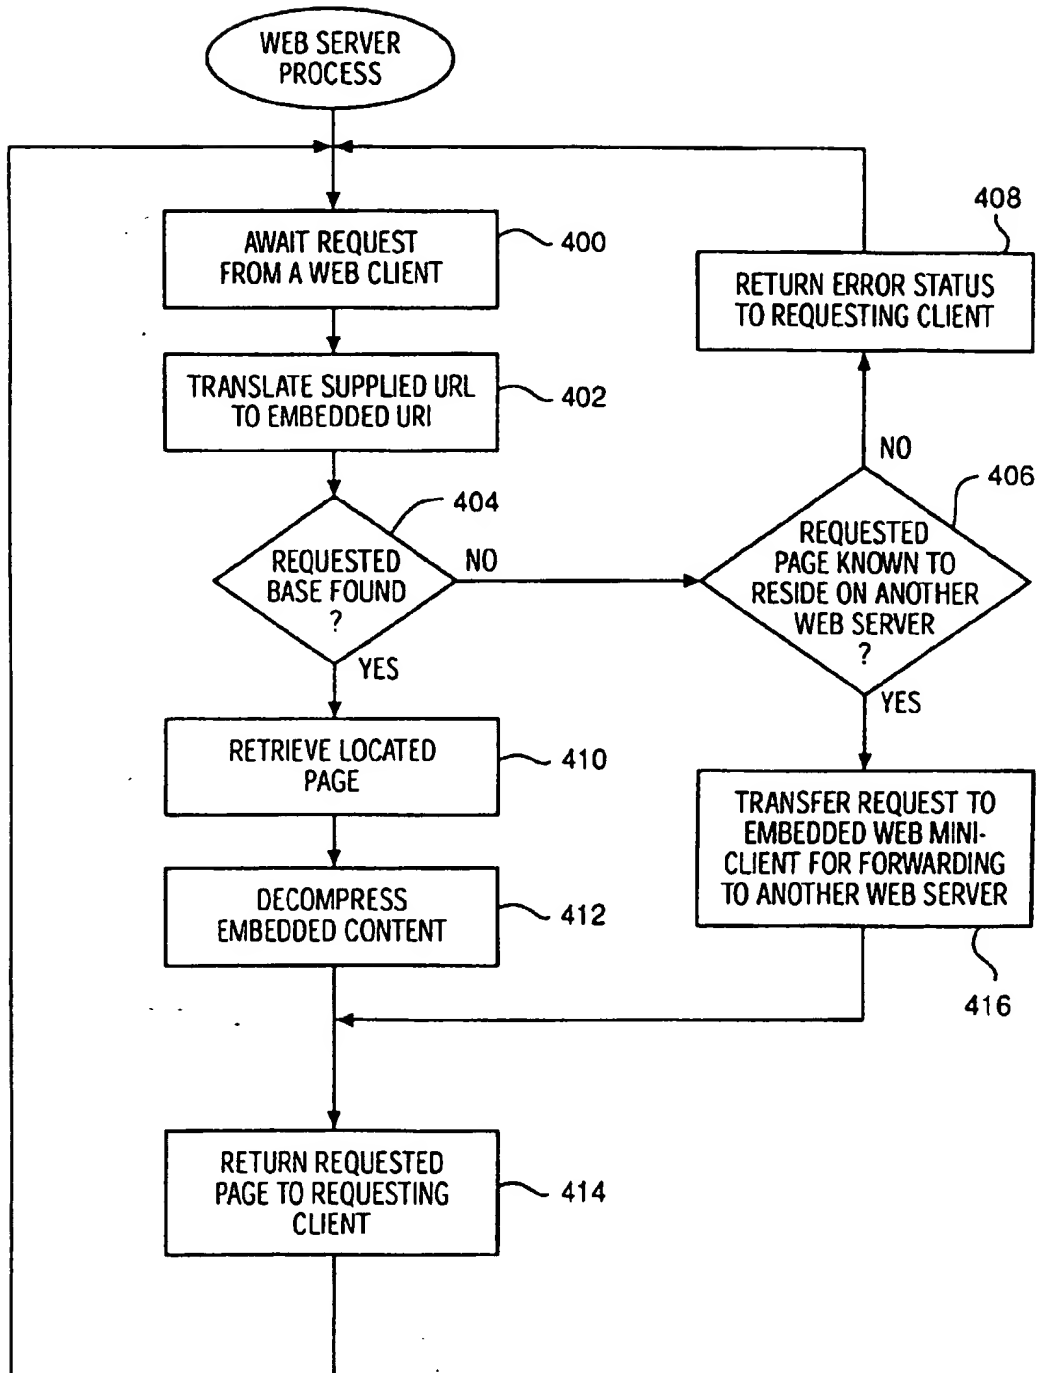 WEB SERVER
PROCESS
AWAIT REQUEST
FROM A WEB CLIENT
400
TRANSLATE SUPPLIED URL
TO EMBEDDED URI
402
404
REQUESTED
BASE FOUND
?
NO
YES
408
RETURN ERROR STATUS
TO REQUESTING CLIENT
NO
406
REQUESTED
PAGE KNOWN TO
RESIDE ON ANOTHER
WEB SERVER
?
YES
RETRIEVE LOCATED
PAGE
410
DECOMPRESS
EMBEDDED CONTENT
412
TRANSFER REQUEST TO
EMBEDDED WEB MINI-
CLIENT FOR FORWARDING
TO ANOTHER WEB SERVER
416
RETURN REQUESTED
PAGE TO REQUESTING
CLIENT
414